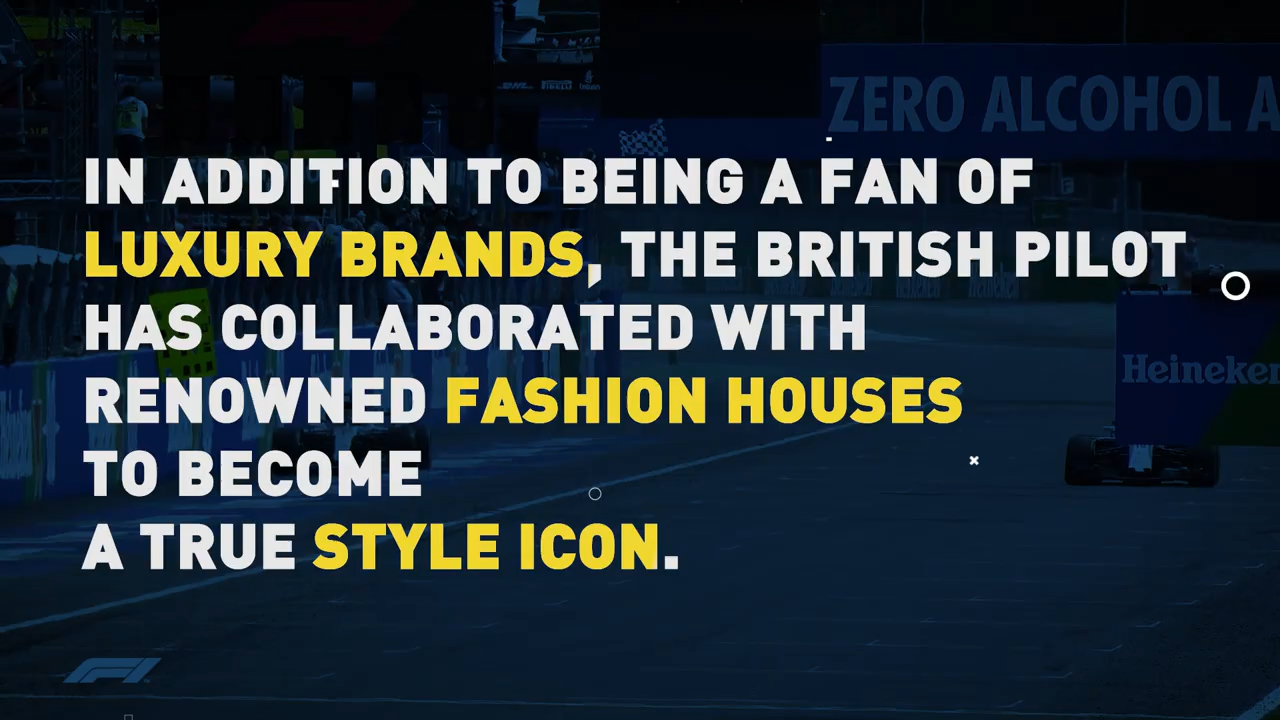 ZERO ALCOHOL A
IN ADDITION TO BEING A FAN OF
LUXURY BRANDS, THE BRITISH PILOT
HAS COLLABORATED WITH
Heineken
RENOWNED FASHION HOUSES
TO BECOME
A TRUE STYLE ICON.
F1